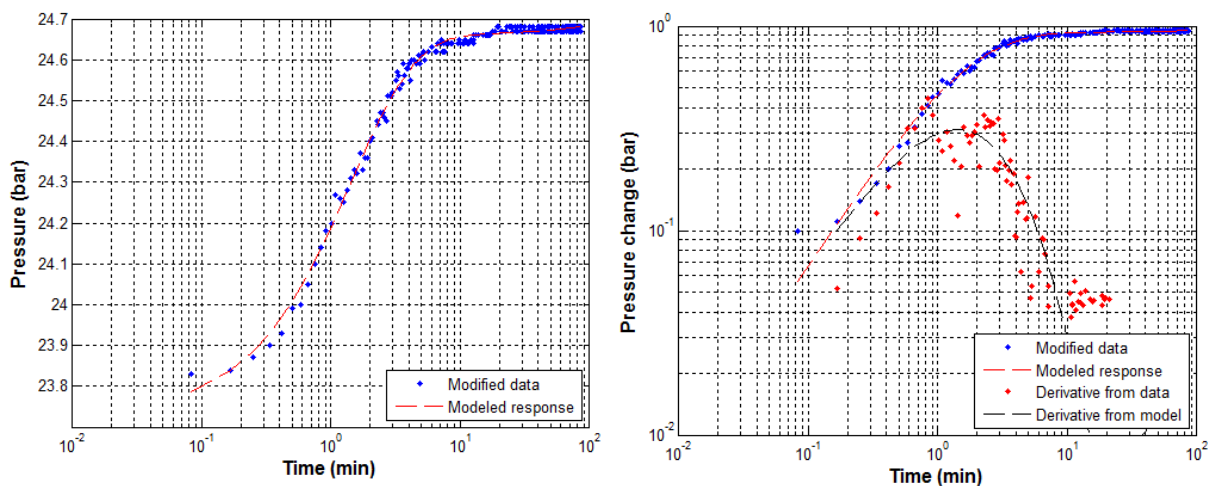 24.7
24.6
24.5
24.4
24.3
24.2
24.1
24
23.9
23.8
Pressure (bar)
10^-2
10^-1
10^0
10^1
10^2
Time (min)
Modified data
Modeled response
10^0
10^-1
10^-2
Pressure change (bar)
10^-2
10^-1
10^0
10^1
10^2
Time (min)
Modified data
Modeled response
Derivative from data
Derivative from model